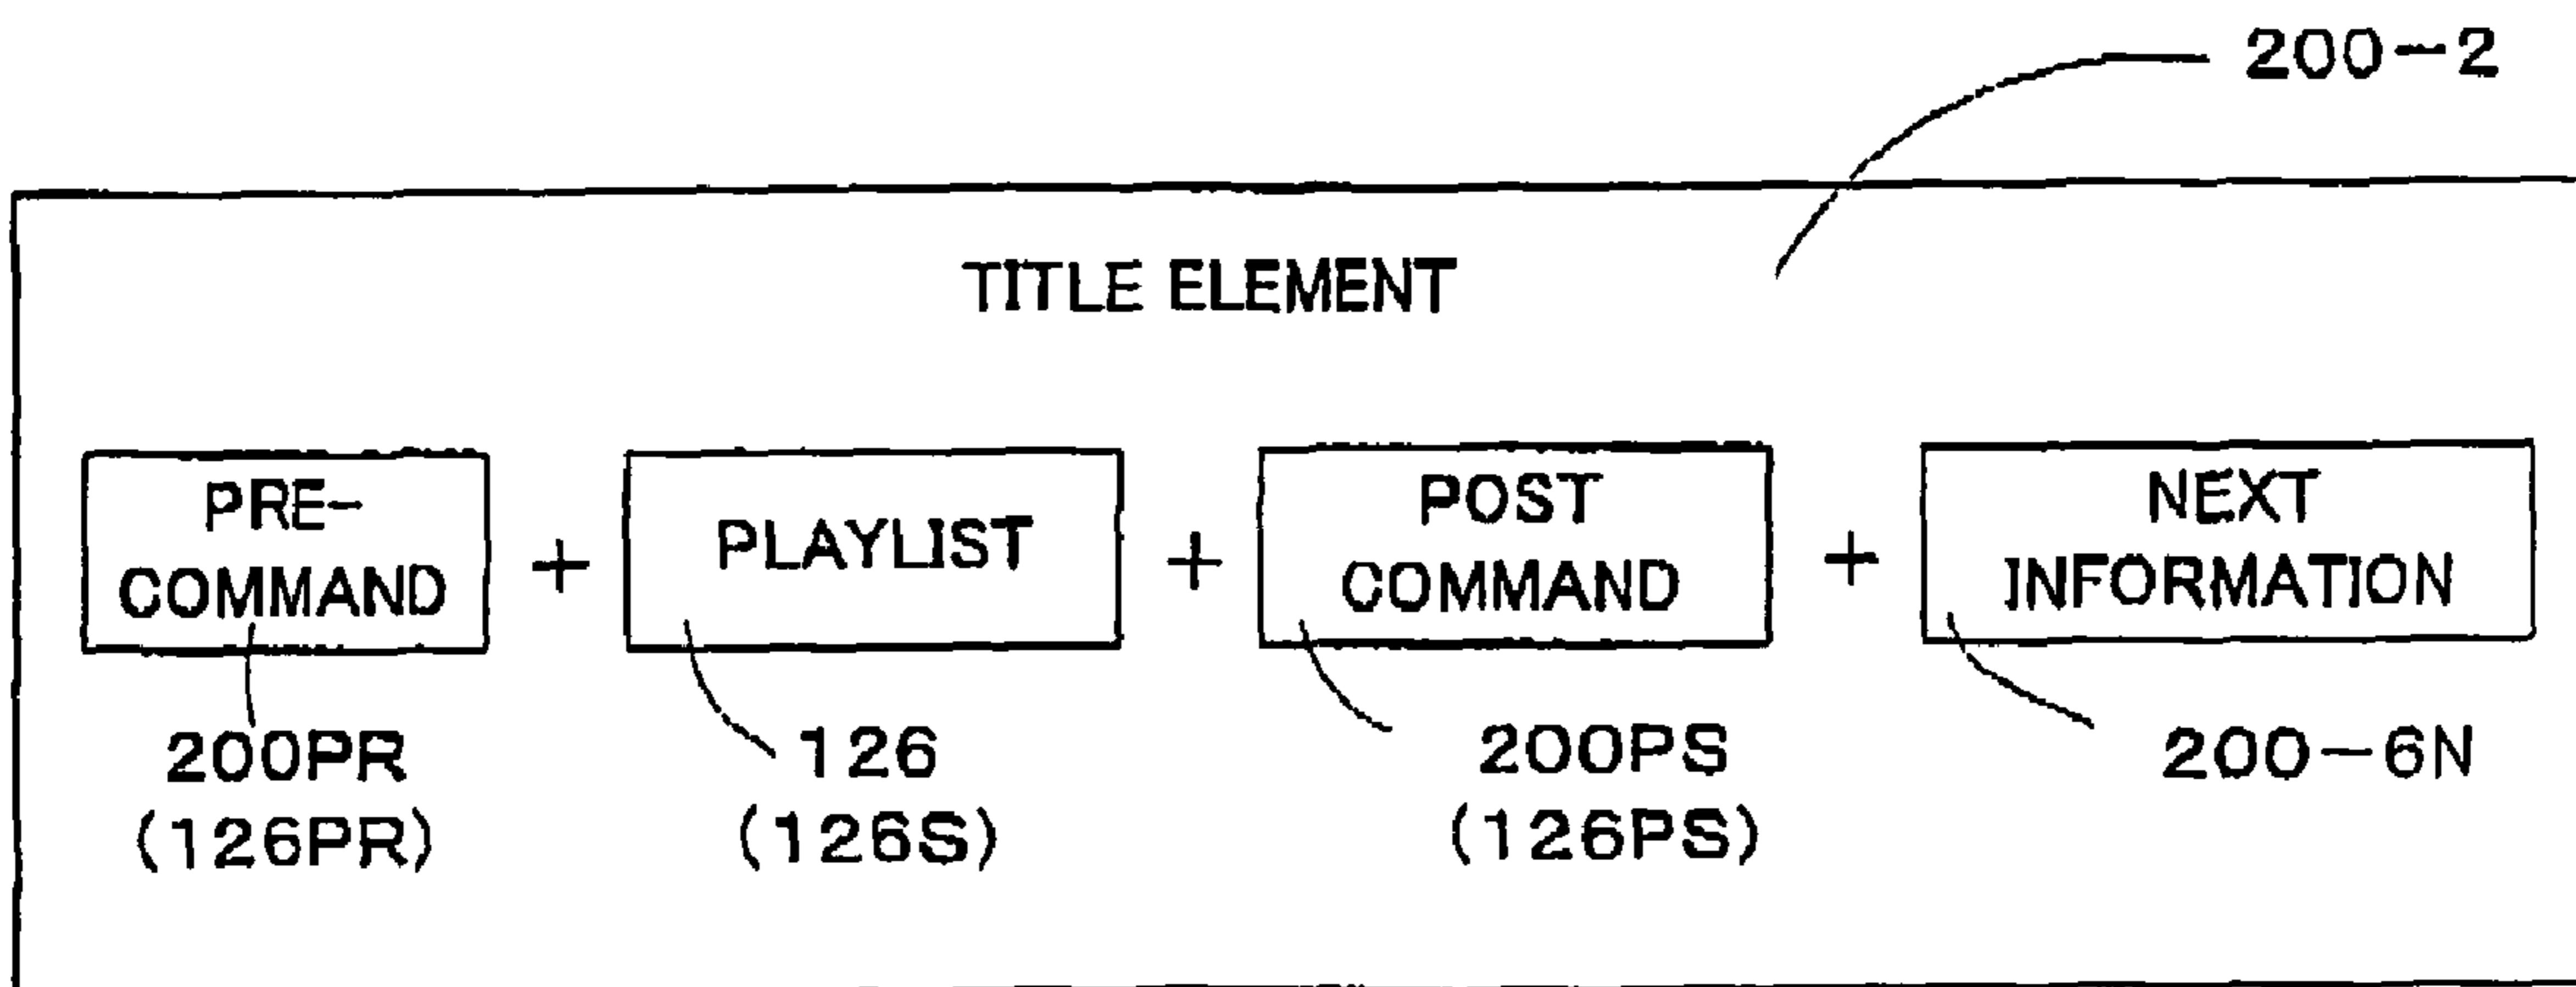 200-2
TITLE ELEMENT
PRE-
COMMAND
+
PLAYLIST
+
POST
COMMAND
+
NEXT
INFORMATION
200PR
(126PR)
126
(126S)
200PS
(126PS)
200-6N